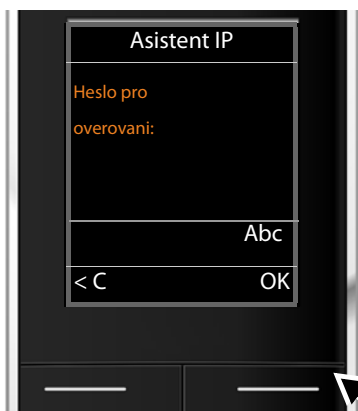 Asistent IP
Heslo pro
overovani:
Abc
< C OK